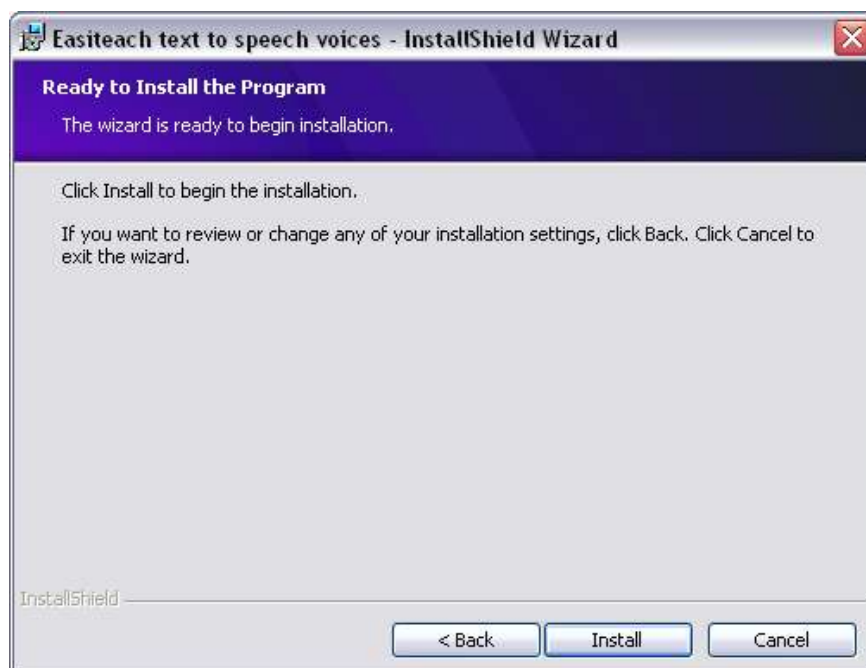 Easiteach text to speech voices - InstallShield Wizard
Ready to Install the Program
The wizard is ready to begin installation.
Click Install to begin the installation.
If you want to review or change any of your installation settings, click Back. Click Cancel to
exit the wizard.
InstallShield
< Back
Install
Cancel